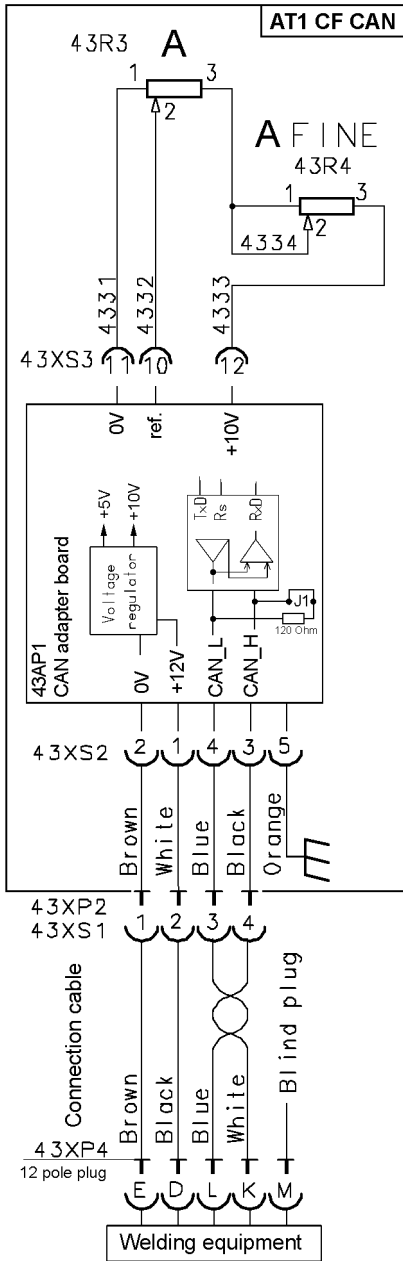 AT1 CF CAN
43R3 A
1 3
2
A FINE
43R4
1 3
2
4334
4331
4332
4333
43XS3 11 10 12
0V
ref.
+10V
+5V
+10V
Voltage
regulator
TxD
Rs
RxD
J1
120 Ohm
43AP1
CAN adapter board
0V
+12V
CAN_L
CAN_H
43XS2 2 1 4 3 5
Brown
White
Blue
Black
Orange
43XP2
43XS1 1 2 3 4
Connection cable
Brown
Black
Blue
White
Blind plug
43XP4
12 pole plug
E D L K M
Welding equipment